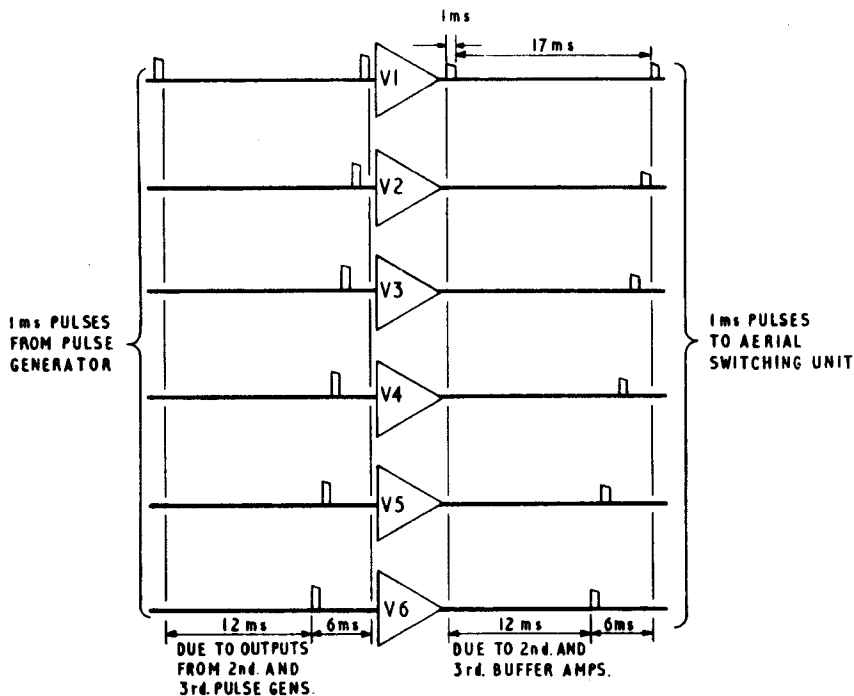 1ms
17ms
V1
V2
V3
1ms PULSES
FROM PULSE
GENERATOR
1ms PULSES
TO AERIAL
SWITCHING UNIT
V4
V5
V6
12ms
6ms
12ms
6ms
DUE TO OUTPUTS
FROM 2nd. AND
3rd. PULSE GENS.
DUE TO 2nd. AND
3rd. BUFFER AMPS.